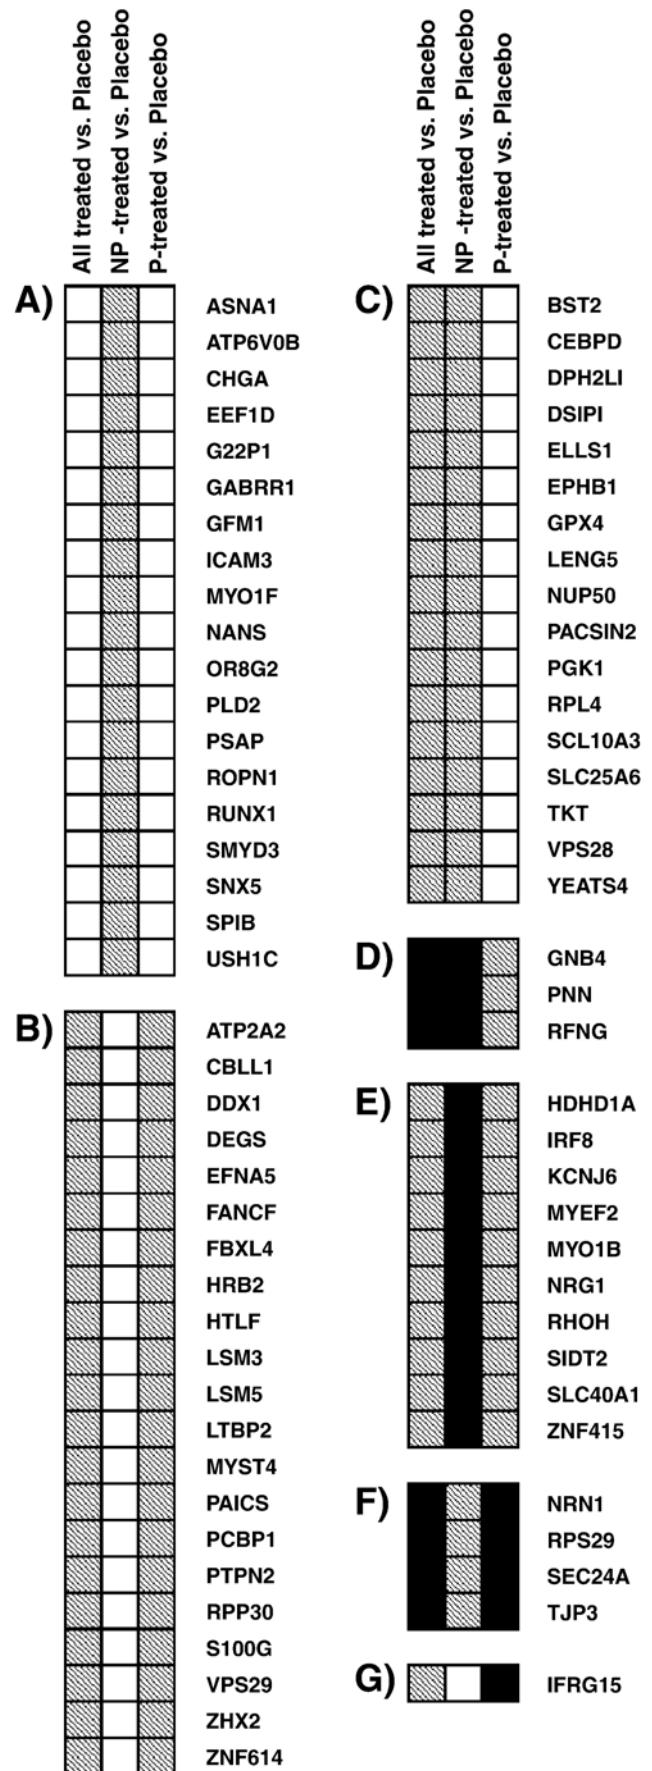 All treated vs. Placebo
NP -treated vs. Placebo
P-treated vs. Placebo
A)
ASNA1
ATP6V0B
CHGA
EEF1D
G22P1
GABRR1
GFM1
ICAM3
MYO1F
NANS
OR8G2
PLD2
PSAP
ROPN1
RUNX1
SMYD3
SNX5
SPIB
USH1C
B)
ATP2A2
CBLL1
DDX1
DEGS
EFNA5
FANCF
FBXL4
HRB2
HTLF
LSM3
LSM5
LTBP2
MYST4
PAICS
PCBP1
PTPN2
RPP30
S100G
VPS29
ZHX2
ZNF614
All treated vs. Placebo
NP -treated vs. Placebo
P-treated vs. Placebo
C)
BST2
CEBPD
DPH2LI
DSIPI
ELLS1
EPHB1
GPX4
LENG5
NUP50
PACSIN2
PGK1
RPL4
SCL10A3
SLC25A6
TKT
VPS28
YEATS4
D)
GNB4
PNN
RFNG
E)
HDHD1A
IRF8
KCNJ6
MYEF2
MYO1B
NRG1
RHOH
SIDT2
SLC40A1
ZNF415
F)
NRN1
RPS29
SEC24A
TJP3
G)
IFRG15